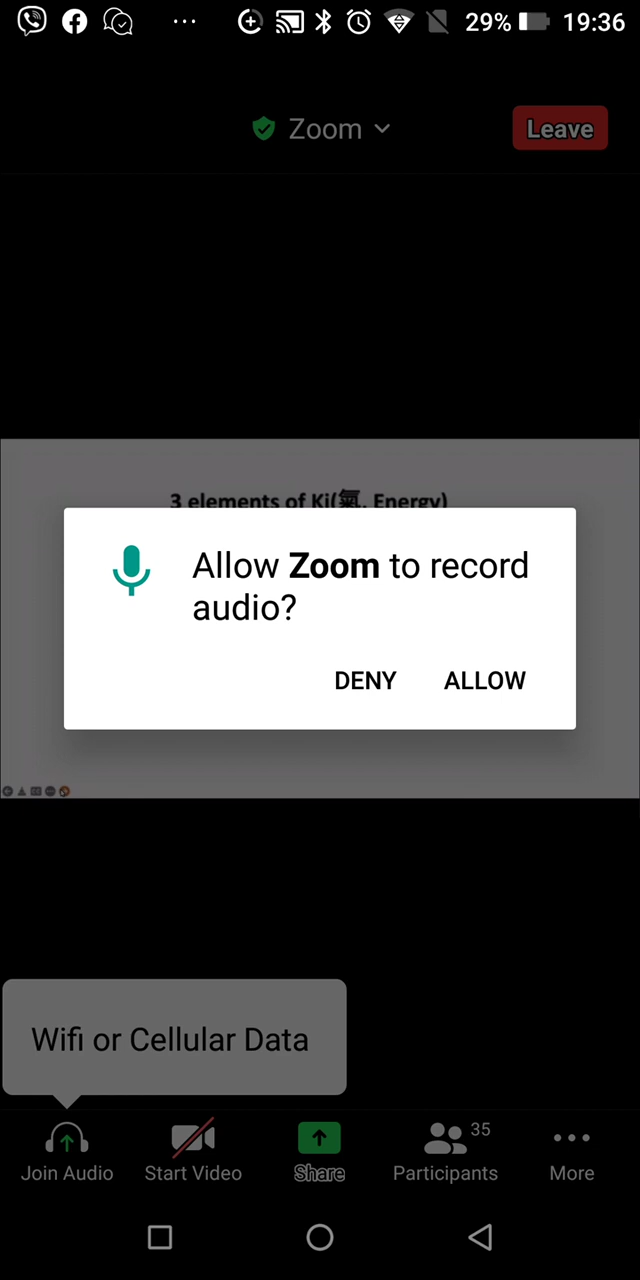 29% 19:36
Zoom Leave
3 elements of Ki(氣, Energy)
Allow Zoom to record
audio?
DENY ALLOW
Wifi or Cellular Data
35
Join Audio Start Video Share Participants More